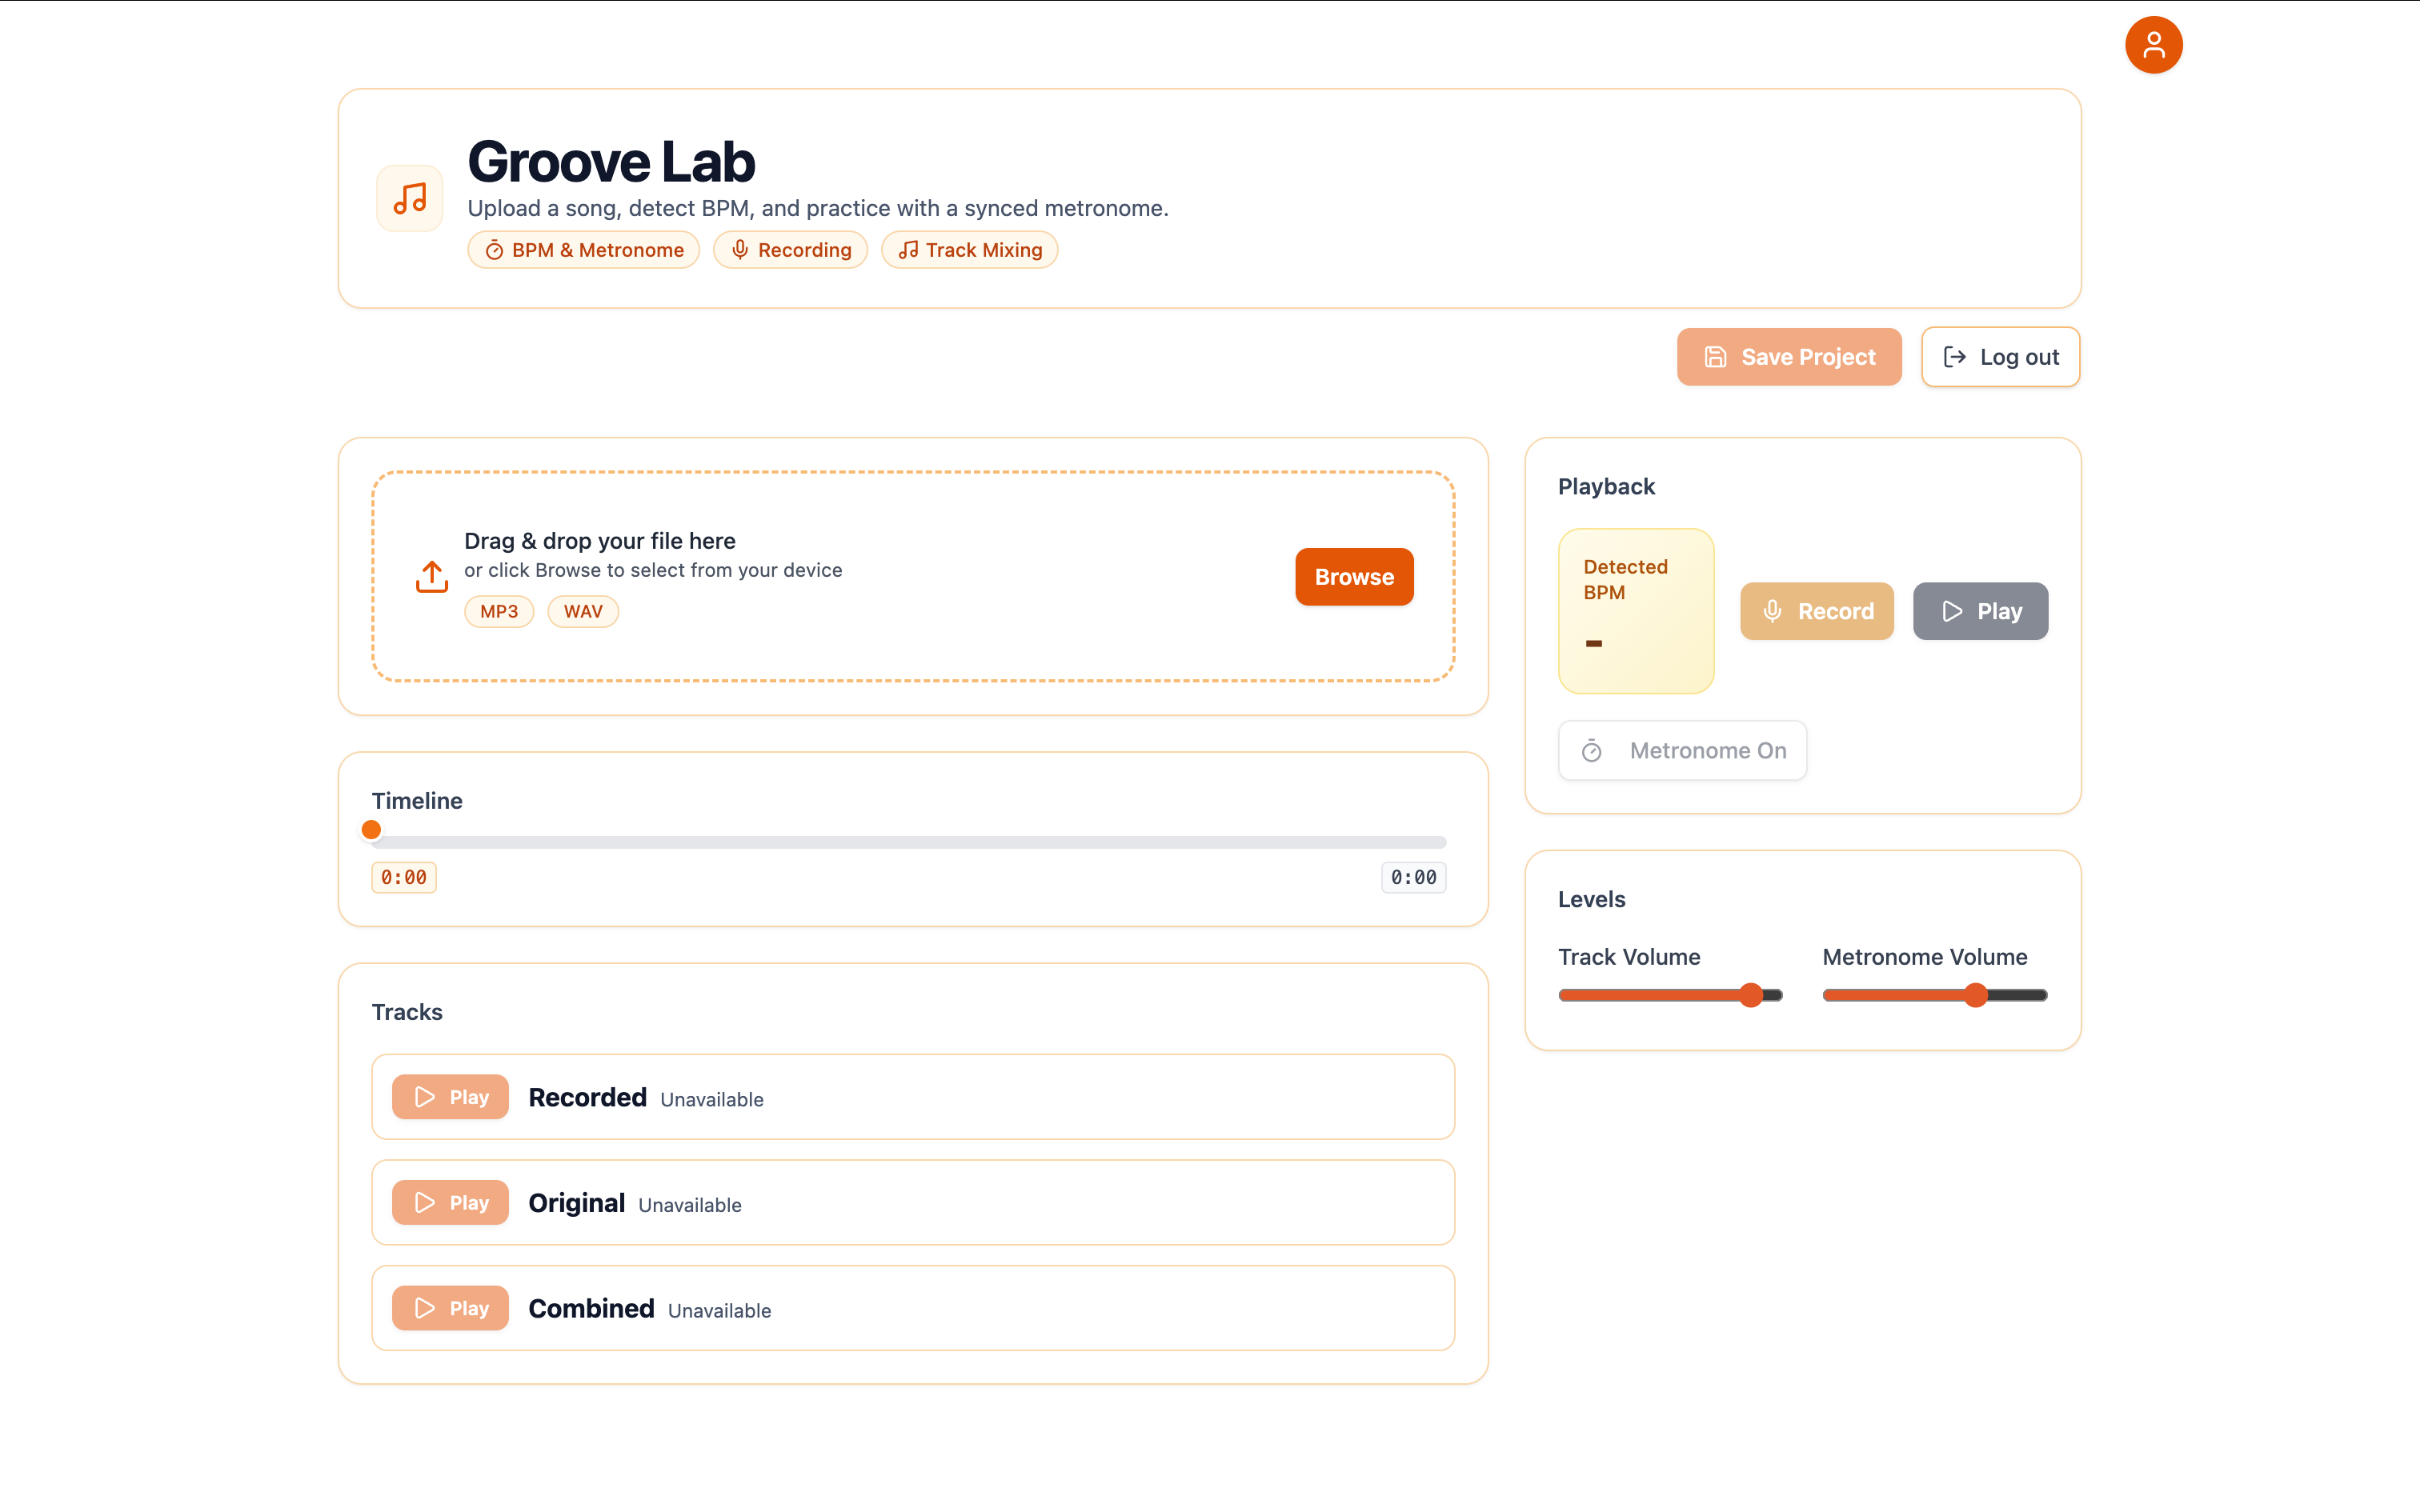 Groove Lab
Upload a song, detect BPM, and practice with a synced metronome.
BPM & Metronome
Recording
Track Mixing
Save Project
Log out
Drag & drop your file here
or click Browse to select from your device
MP3
WAV
Browse
Timeline
0:00
0:00
Tracks
Play Recorded Unavailable
Play Original Unavailable
Play Combined Unavailable
Playback
Detected
BPM
-
Record
Play
Metronome On
Levels
Track Volume
Metronome Volume